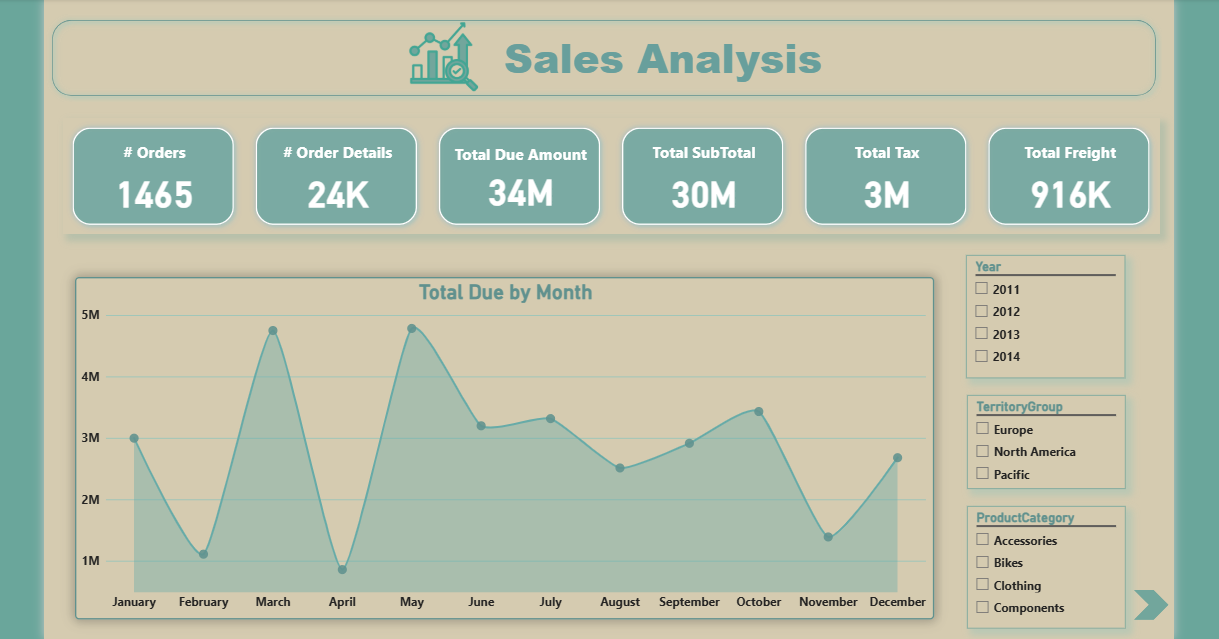 Sales Analysis
# Orders
1465
# Order Details
24K
Total Due Amount
34M
Total SubTotal
30M
Total Tax
3M
Total Freight
916K
Total Due by Month
5M
4M
3M
2M
1M
January February March April May June July August September October November December
Year
2011
2012
2013
2014
TerritoryGroup
Europe
North America
Pacific
ProductCategory
Accessories
Bikes
Clothing
Components